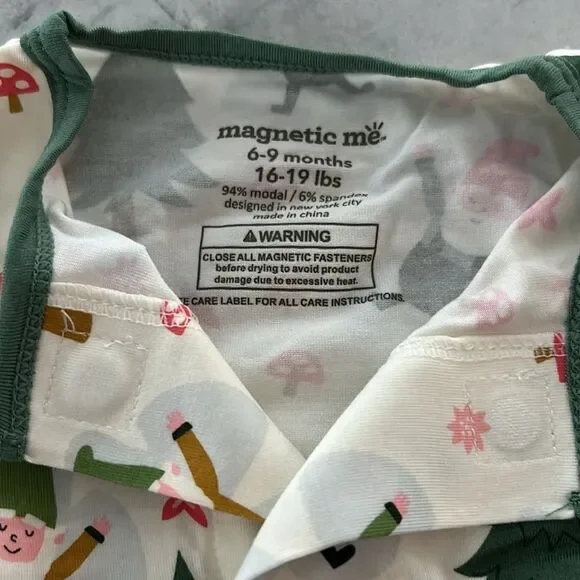 magnetic me™
6-9 months
16-19 lbs
94% modal / 6% spandex
designed in new york city
made in china
⚠WARNING
CLOSE ALL MAGNETIC FASTENERS
before drying to avoid product
damage due to excessive heat.
CARE LABEL FOR ALL CARE INSTRUCTIONS.